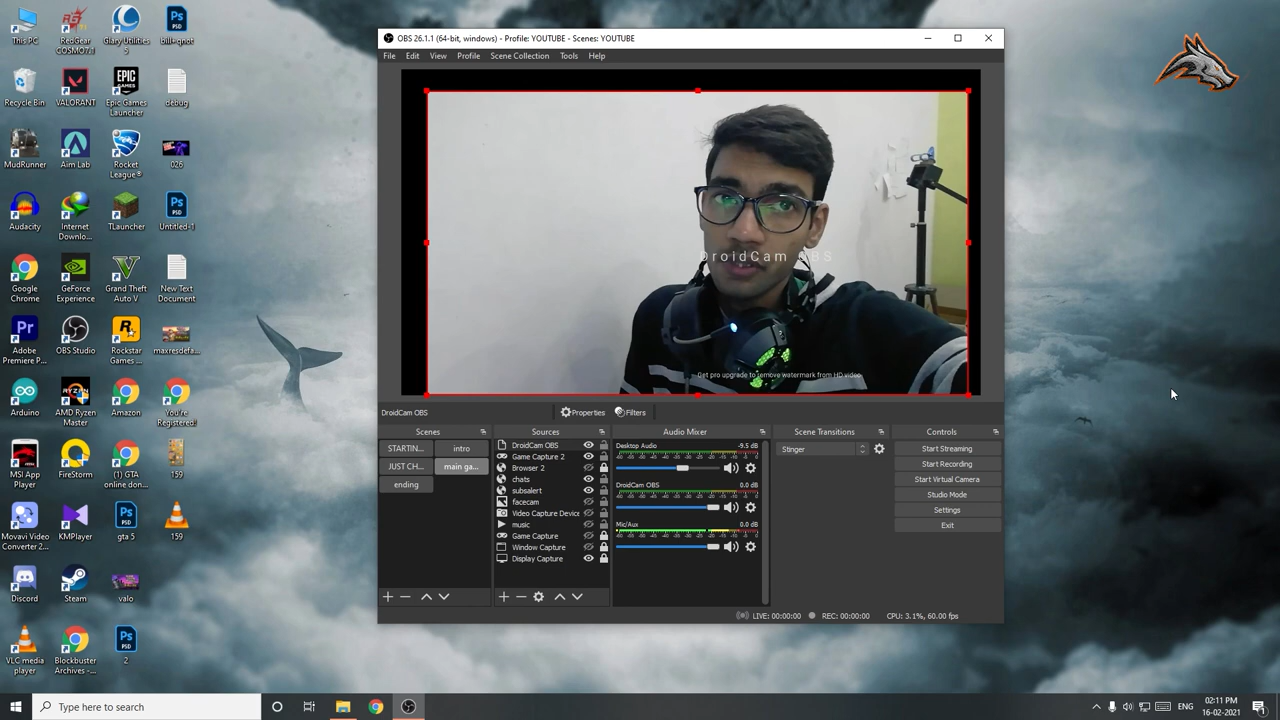 This PC
RedGear
COSMO7.1
Glary Utilities
5
bill+qnot
Recycle Bin
VALORANT
Epic Games
Launcher
debug
MudRunner
Aim Lab
Rocket
League®
026
Audacity
Internet
Downlo...
TLauncher
Untitled-1
Google
Chrome
GeForce
Experience
Grand Theft
Auto V
New Text
Document
Adobe
Premiere P...
OBS Studio
Rockstar
Games ...
maxresdefa...
Arduino
AMD Ryzen
Master
Amazon
You're
Registered!
MSI App
Player
FireStorm
(1) GTA
online don...
159
Movavi Video
Converter 2...
KMPlayer
gta 5
159
Discord
Steam
valo
VLC media
player
Blockbuster
Archives -...
2
OBS 26.1.1 (64-bit, windows) - Profile: YOUTUBE - Scenes: YOUTUBE
File Edit View Profile Scene Collection Tools Help
DroidCam OBS
Get pro upgrade to remove watermark from HD video
DroidCam OBS Properties Filters
Scenes
STARTIN... intro
JUST CH... main ga...
ending
Sources
DroidCam OBS
Game Capture 2
Browser 2
chats
subsalert
facecam
Video Capture Device
music
Game Capture
Window Capture
Display Capture
Audio Mixer
Desktop Audio -9.5 dB
DroidCam OBS 0.0 dB
Mic/Aux 0.0 dB
Scene Transitions
Stinger
Controls
Start Streaming
Start Recording
Start Virtual Camera
Studio Mode
Settings
Exit
LIVE: 00:00:00 REC: 00:00:00 CPU: 3.1%, 60.00 fps
Type here to search
ENG
02:11 PM
16-02-2021
1